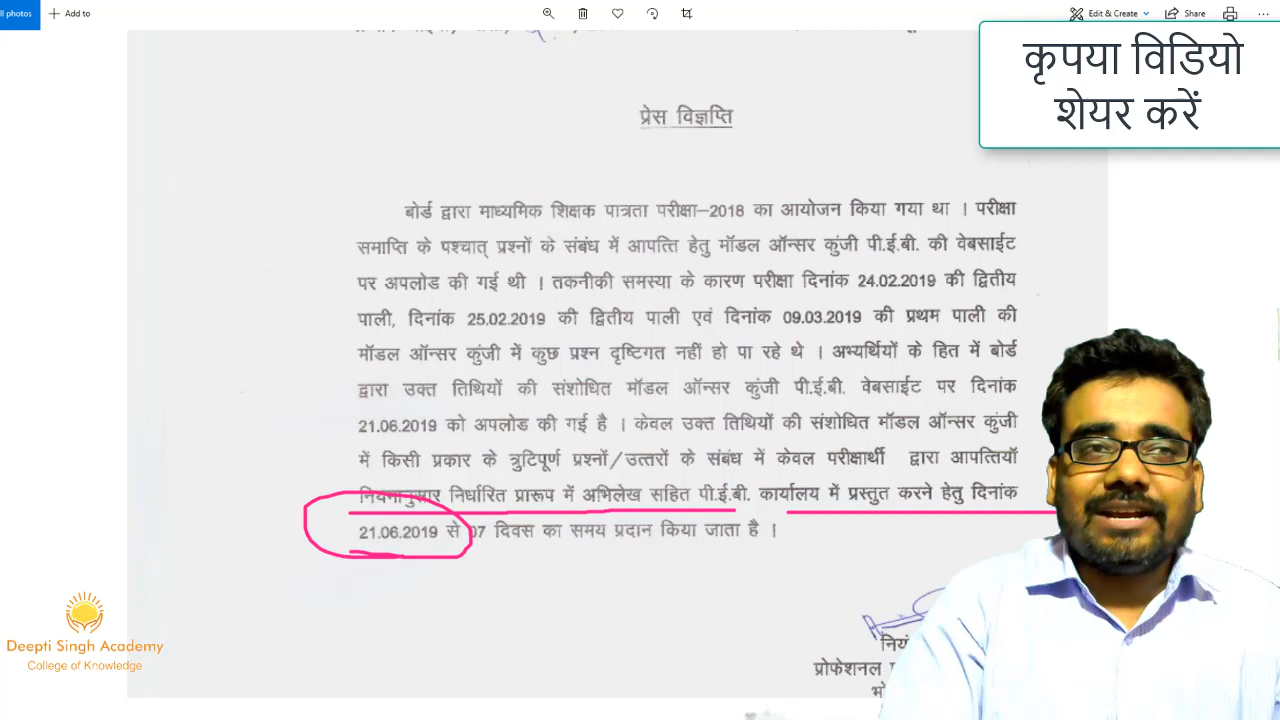 ll photos
Add to
Edit & Create
Share
कृपया विडियो
शेयर करें
प्रेस विज्ञप्ति
बोर्ड द्वारा माध्यमिक शिक्षक पात्रता परीक्षा–2018 का आयोजन किया गया था । परीक्षा
समाप्ति के पश्चात् प्रश्नों के संबंध में आपत्ति हेतु मॉडल ऑन्सर कुंजी पी.ई.बी. की वेबसाईट
पर अपलोड की गई थी । तकनीकी समस्या के कारण परीक्षा दिनांक 24.02.2019 की द्वितीय
पाली, दिनांक 25.02.2019 की द्वितीय पाली एवं दिनांक 09.03.2019 की प्रथम पाली की
मॉडल ऑन्सर कुंजी में कुछ प्रश्न दृष्टिगत नहीं हो पा रहे थे । अभ्यर्थियों के हित में बोर्ड
द्वारा उक्त तिथियों की संशोधित मॉडल ऑन्सर कुंजी पी.ई.बी. वेबसाईट पर दिनांक
21.06.2019 को अपलोड की गई है । केवल उक्त तिथियों की संशोधित मॉडल ऑन्सर कुंजी
में किसी प्रकार के त्रुटिपूर्ण प्रश्नों/उत्तरों के संबंध में केवल परीक्षार्थी द्वारा आपत्तियॉ
नियमानुसार निर्धारित प्रारूप में अभिलेख सहित पी.ई.बी. कार्यालय में प्रस्तुत करने हेतु दिनांक
21.06.2019 से 07 दिवस का समय प्रदान किया जाता है ।
नियं
प्रोफेशनल
भो
Deepti Singh Academy
College of Knowledge